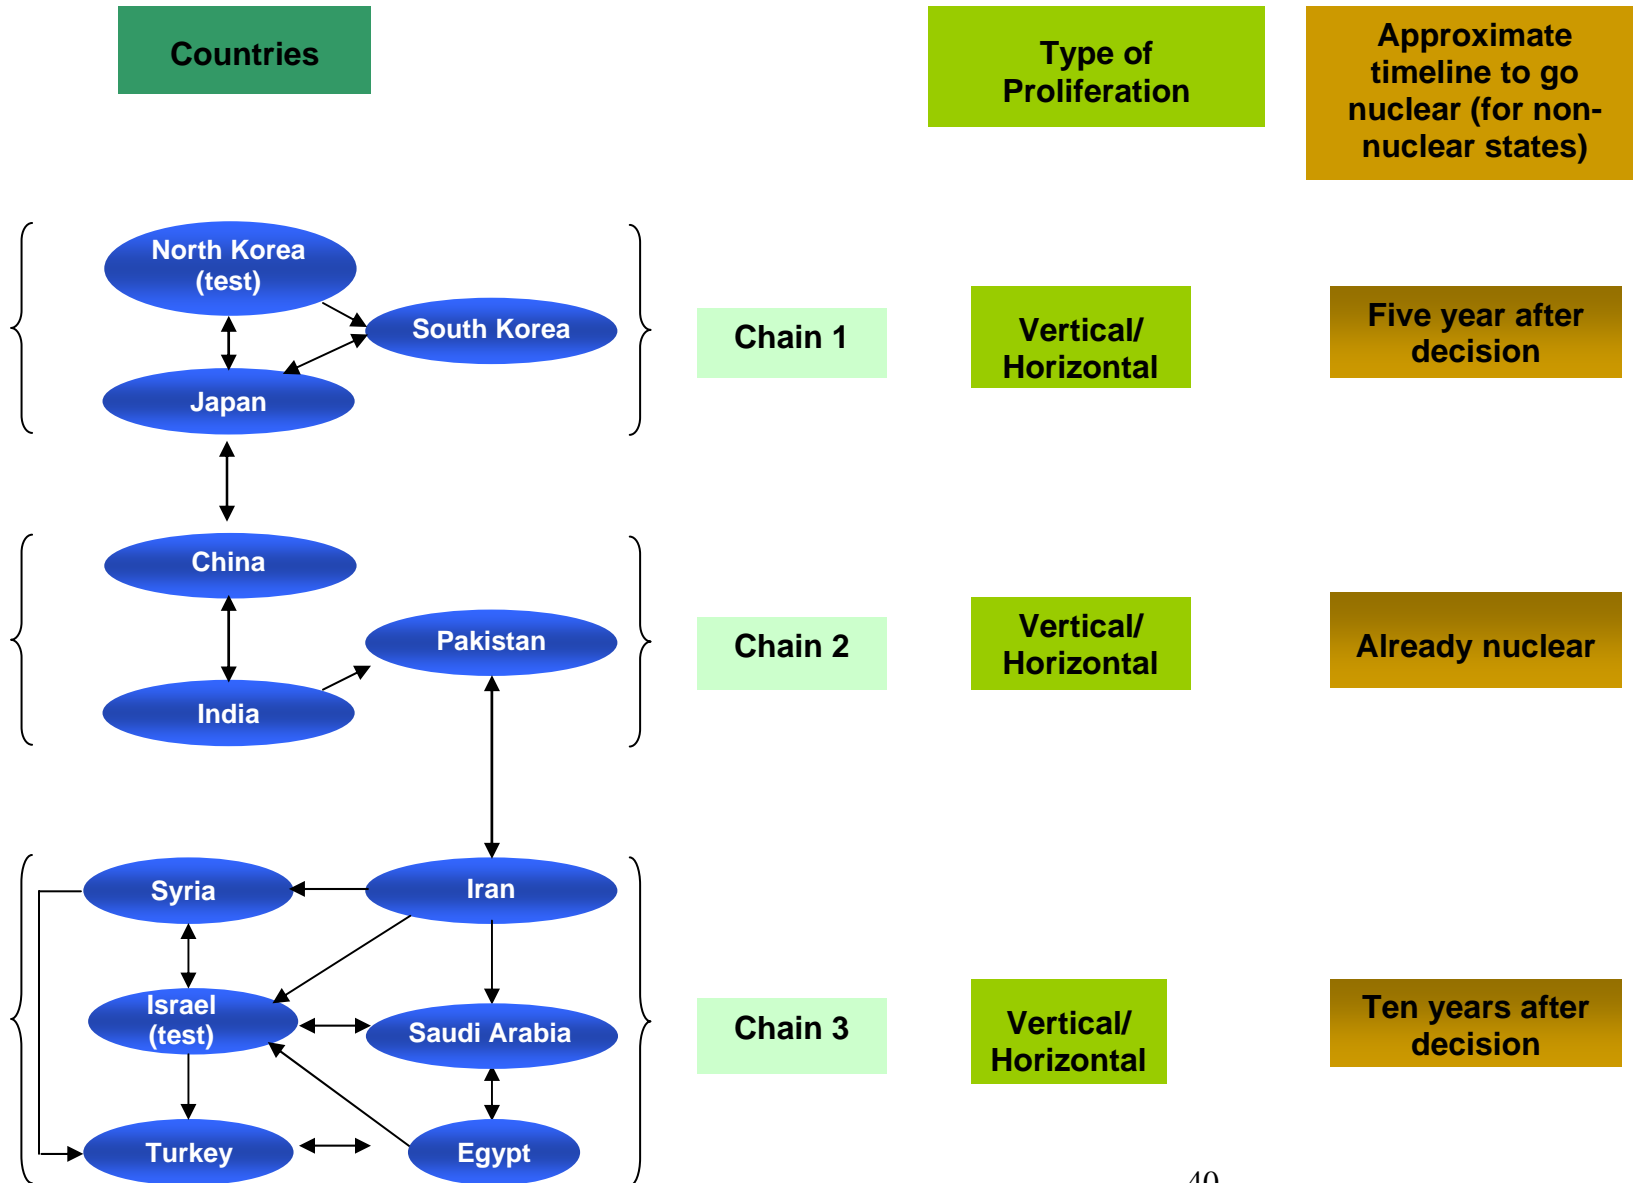 Countries
Type of
Proliferation
Approximate
timeline to go
nuclear (for non-
nuclear states)
North Korea
(test)
South Korea
Japan
Chain 1
Vertical/
Horizontal
Five year after
decision
China
Pakistan
India
Chain 2
Vertical/
Horizontal
Already nuclear
Syria
Iran
Israel
(test)
Saudi Arabia
Turkey
Egypt
Chain 3
Vertical/
Horizontal
Ten years after
decision
40